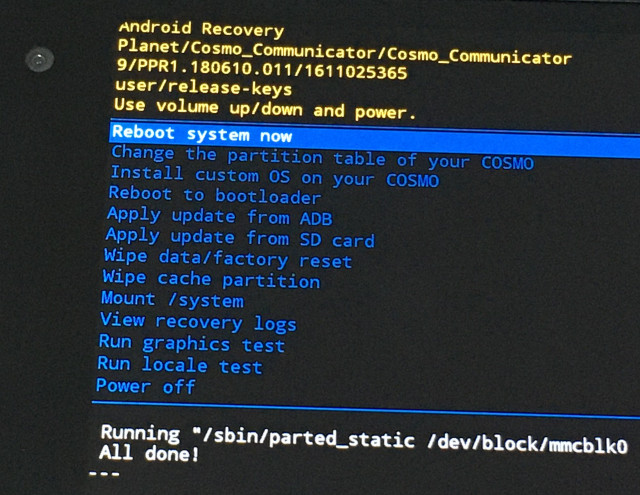 Android Recovery
Planet/Cosmo_Communicator/Cosmo_Communicator
9/PPR1.180610.011/1611025365
user/release-keys
Use volume up/down and power.
Reboot system now
Change the partition table of your COSMO
Install custom OS on your COSMO
Reboot to bootloader
Apply update from ADB
Apply update from SD card
Wipe data/factory reset
Wipe cache partition
Mount /system
View recovery logs
Run graphics test
Run locale test
Power off
Running "/sbin/parted_static /dev/block/mmcblk0
All done!
---